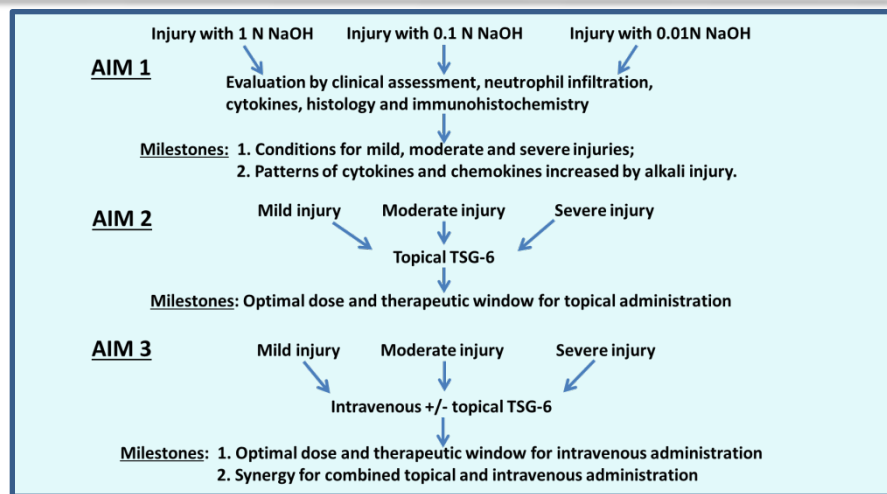 Injury with 1 N NaOH Injury with 0.1 N NaOH Injury with 0.01N NaOH
AIM 1
Evaluation by clinical assessment, neutrophil infiltration,
cytokines, histology and immunohistochemistry
Milestones: 1. Conditions for mild, moderate and severe injuries;
2. Patterns of cytokines and chemokines increased by alkali injury.
Mild injury Moderate injury Severe injury
AIM 2
Topical TSG-6
Milestones: Optimal dose and therapeutic window for topical administration
AIM 3
Mild injury Moderate injury Severe injury
Intravenous +/- topical TSG-6
Milestones: 1. Optimal dose and therapeutic window for intravenous administration
2. Synergy for combined topical and intravenous administration